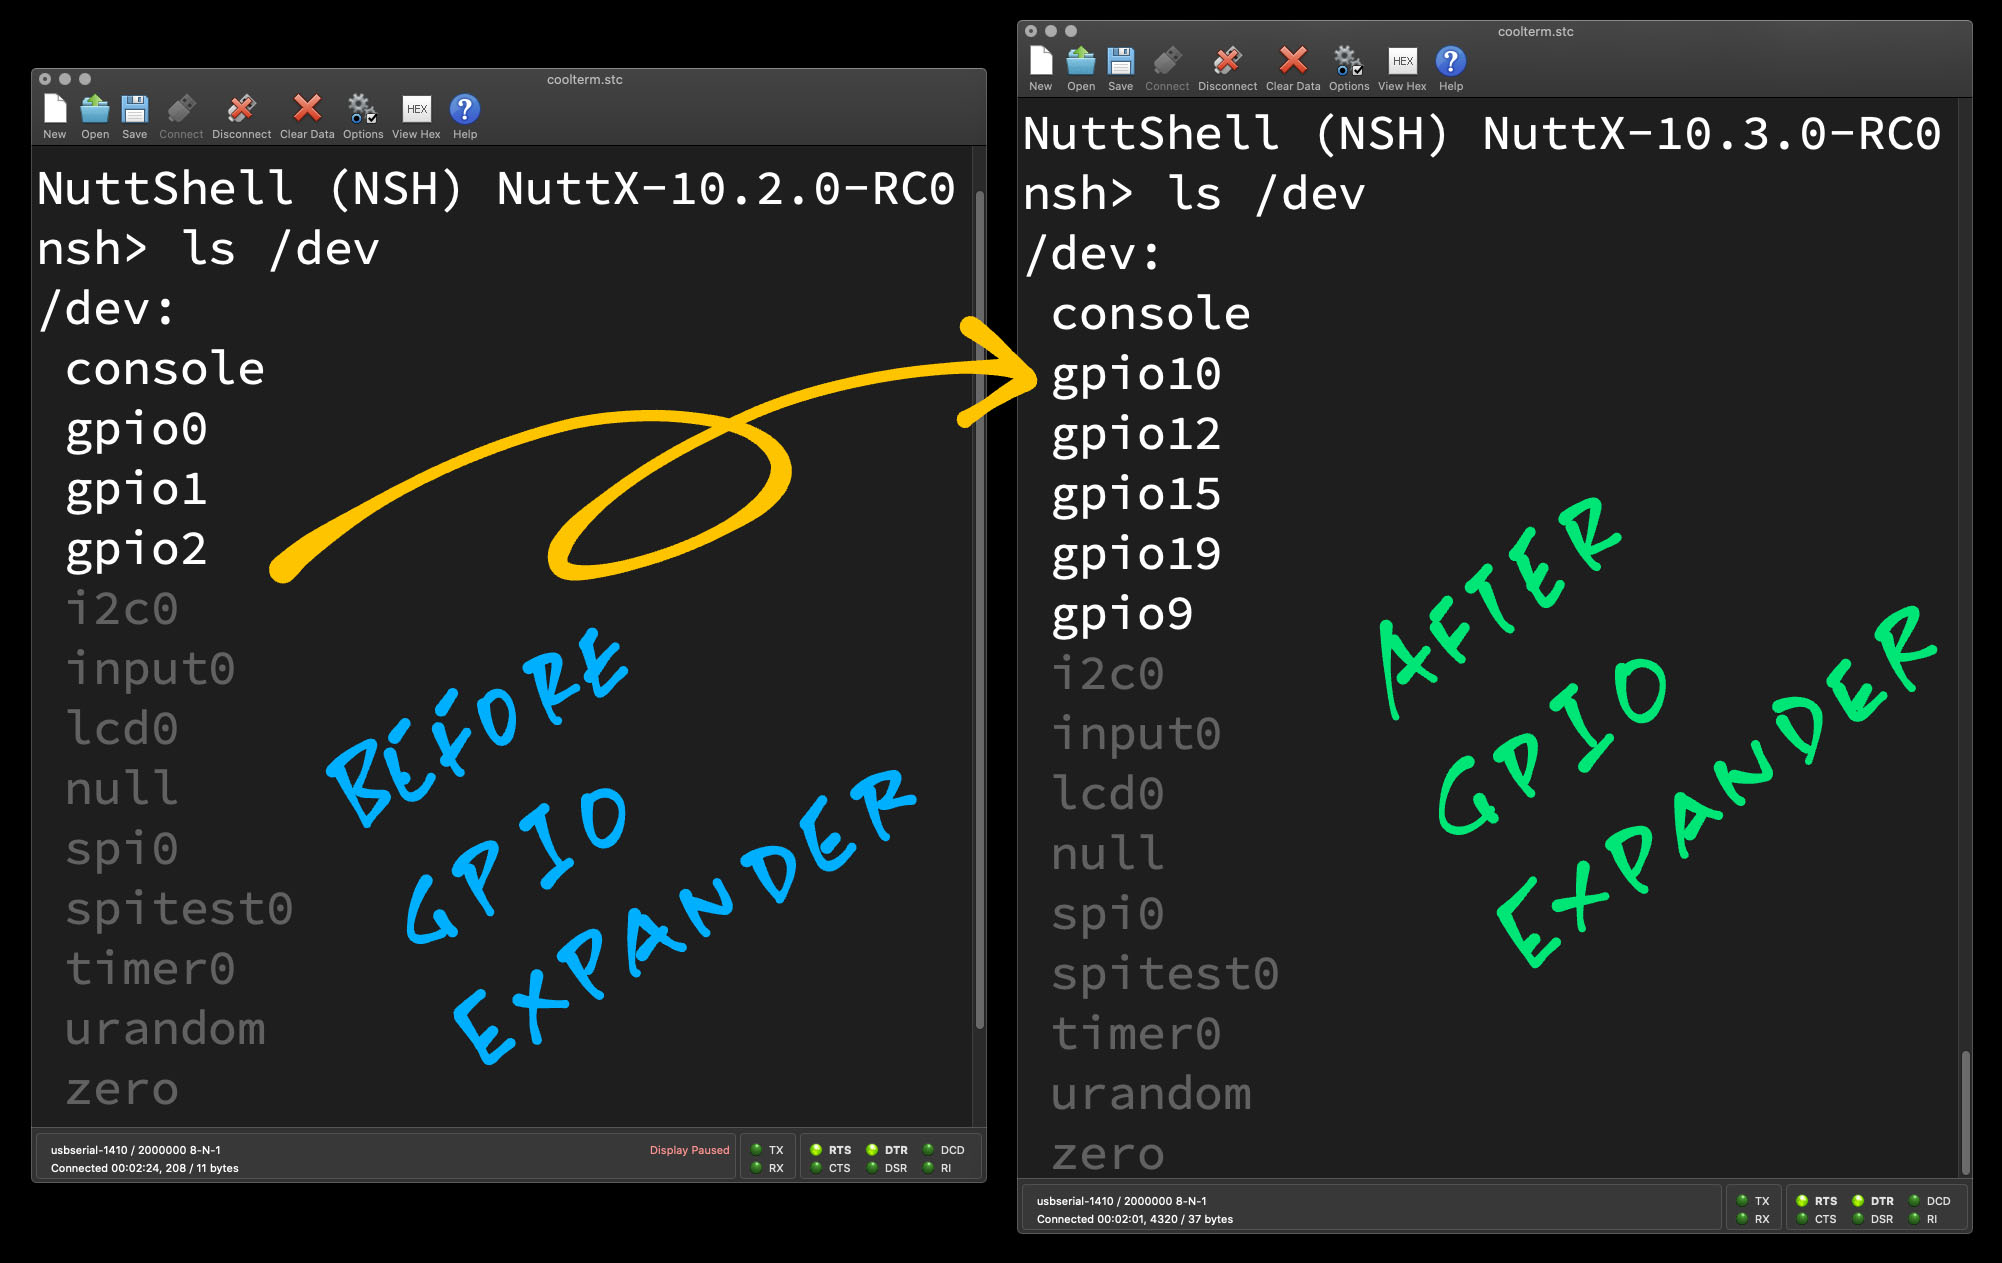 coolterm.stc
New Open Save Connect Disconnect Clear Data Options View Hex Help
HEX
?
NuttShell (NSH) NuttX-10.2.0-RC0
nsh> ls /dev
/dev:
console
gpio0
gpio1
gpio2
i2c0
input0
lcd0
null
spi0
spitest0
timer0
urandom
zero
BEFORE
GPIO
EXPANDER
usbserial-1410 / 2000000 8-N-1
Connected 00:02:24, 208 / 11 bytes
Display Paused
TX RTS DTR DCD
RX CTS DSR RI
coolterm.stc
New Open Save Connect Disconnect Clear Data Options View Hex Help
HEX
?
NuttShell (NSH) NuttX-10.3.0-RC0
nsh> ls /dev
/dev:
console
gpio10
gpio12
gpio15
gpio19
gpio9
i2c0
input0
lcd0
null
spi0
spitest0
timer0
urandom
zero
AFTER
GPIO
EXPANDER
usbserial-1410 / 2000000 8-N-1
Connected 00:02:01, 4320 / 37 bytes
TX RTS DTR DCD
RX CTS DSR RI